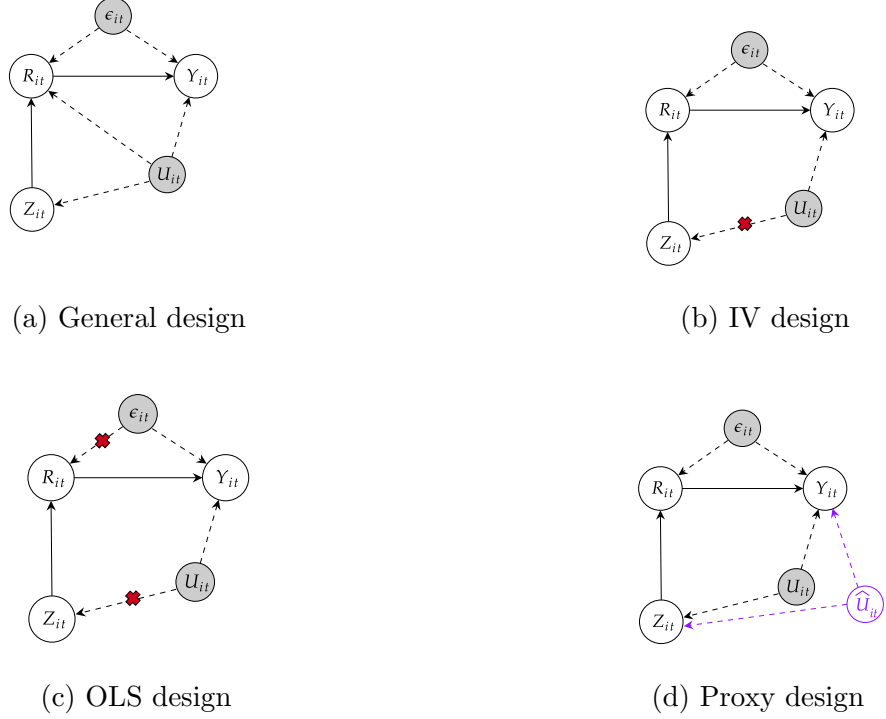 ϵ_it
R_it
Y_it
U_it
Z_it
(a) General design
ϵ_it
R_it
Y_it
U_it
Z_it
(b) IV design
ϵ_it
R_it
Y_it
U_it
Z_it
(c) OLS design
ϵ_it
R_it
Y_it
U_it
Û_it
Z_it
(d) Proxy design